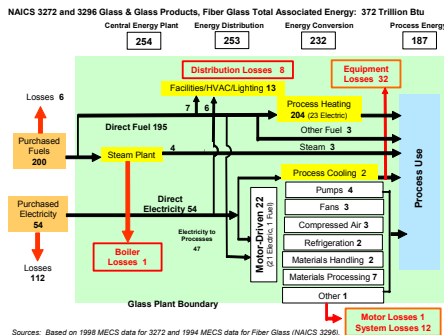 NAICS 3272 and 3296 Glass & Glass Products, Fiber Glass Total Associated Energy: 372 Trillion Btu
Central Energy Plant
Energy Distribution
Energy Conversion
Process Energy
254
253
232
187
Distribution Losses 8
Equipment
Losses 32
Facilities/HVAC/Lighting 13
Losses 6
7
6
Process Heating
204 (23 Electric)
Direct Fuel 195
Other Fuel 3
Purchased
Fuels
200
Steam Plant
4
Steam 3
Process Use
Process Cooling 2
Purchased
Electricity
54
Direct
Electricity 54
Electricity to
Processes
47
Motor-Driven 22
(21 Electric, 1 Fuel)
Pumps 4
Fans 3
Compressed Air 3
Refrigeration 2
Materials Handling 2
Materials Processing 7
Other 1
Boiler
Losses 1
Losses
112
Glass Plant Boundary
Motor Losses 1
System Losses 12
Sources: Based on 1998 MECS data for 3272 and 1994 MECS data for Fiber Glass (NAICS 3296).